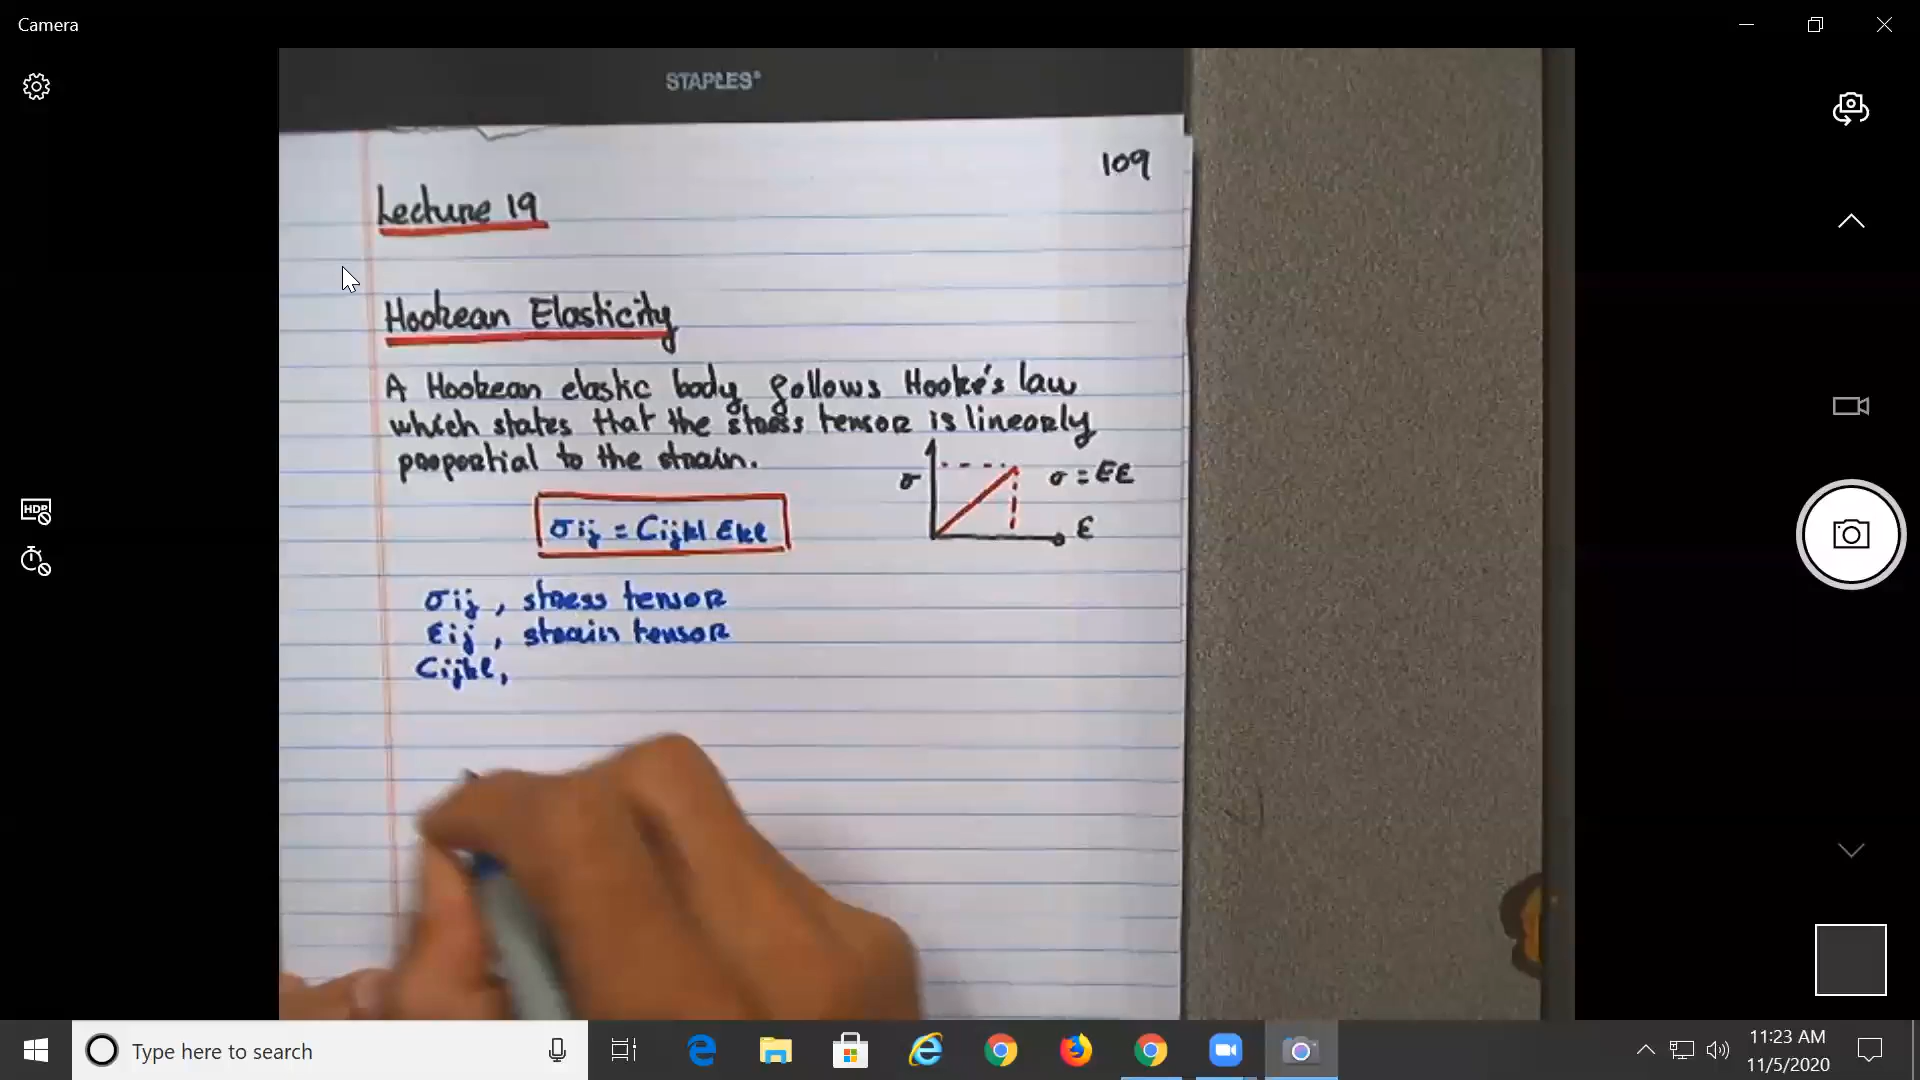 Camera
STAPLES
109
Lecture 19
Hookean Elasticity
A Hookean elastic body follows Hooke's law
which states that the stress tensor is linearly
proportial to the strain.
σ
σ = Eε
ε
σij = Cijkl εkl
σij , stress tensor
εij , strain tensor
Cijkl,
HDR
Type here to search
11:23 AM
11/5/2020